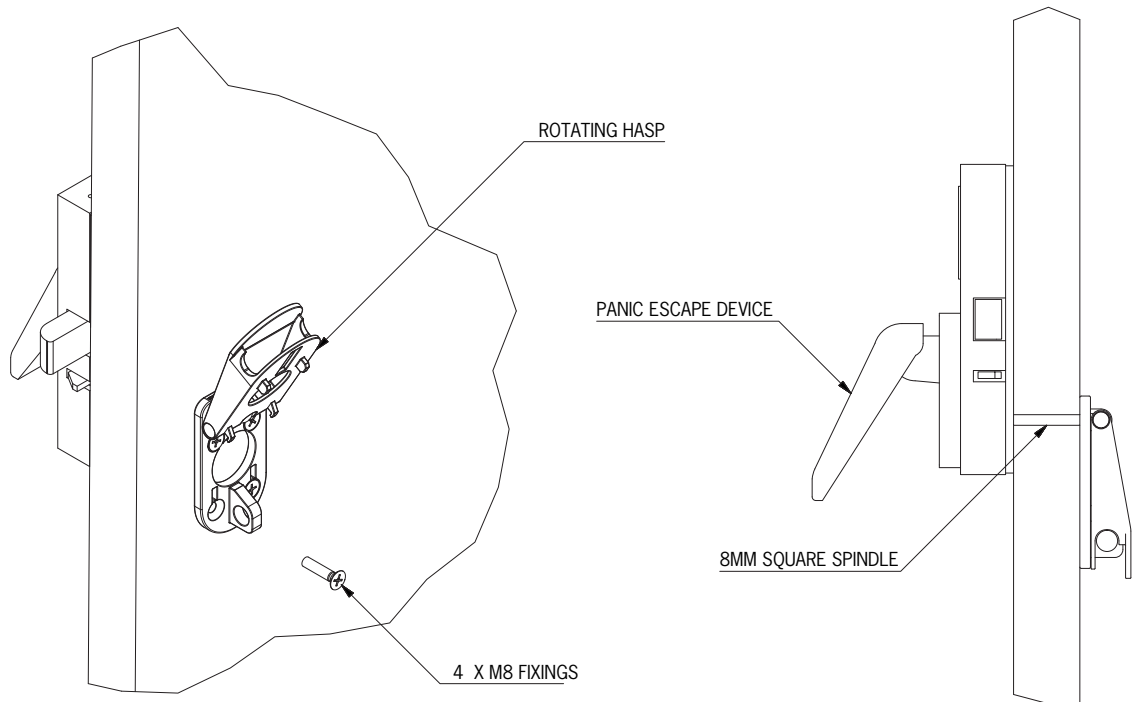 ROTATING HASP
PANIC ESCAPE DEVICE
8MM SQUARE SPINDLE
4 X M8 FIXINGS